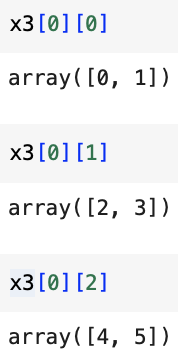 x3[0][0]
array([0, 1])
x3[0][1]
array([2, 3])
x3[0][2]
array([4, 5])